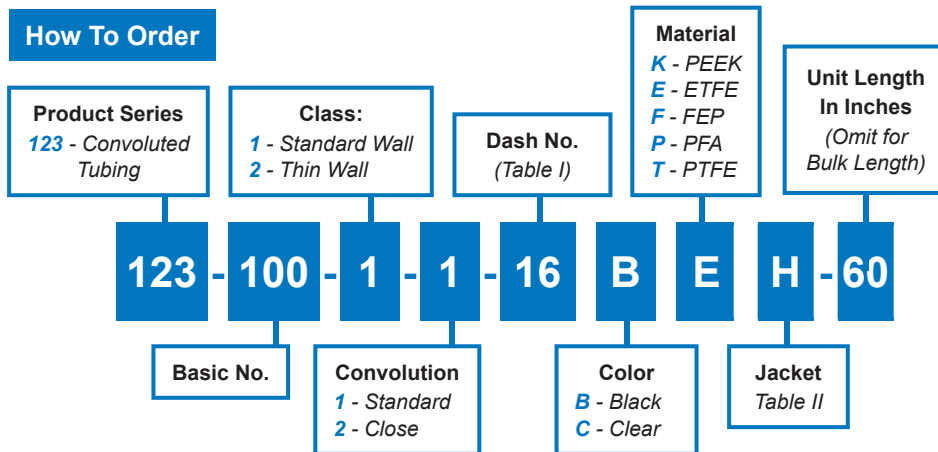 How To Order
Product Series
123 - Convoluted
Tubing
Class:
1 - Standard Wall
2 - Thin Wall
Dash No.
(Table I)
Material
K - PEEK
E - ETFE
F - FEP
P - PFA
T - PTFE
Unit Length
In Inches
(Omit for
Bulk Length)
123 - 100 - 1 - 1 - 16 B E H - 60
Basic No.
Convolution
1 - Standard
2 - Close
Color
B - Black
C - Clear
Jacket
Table II